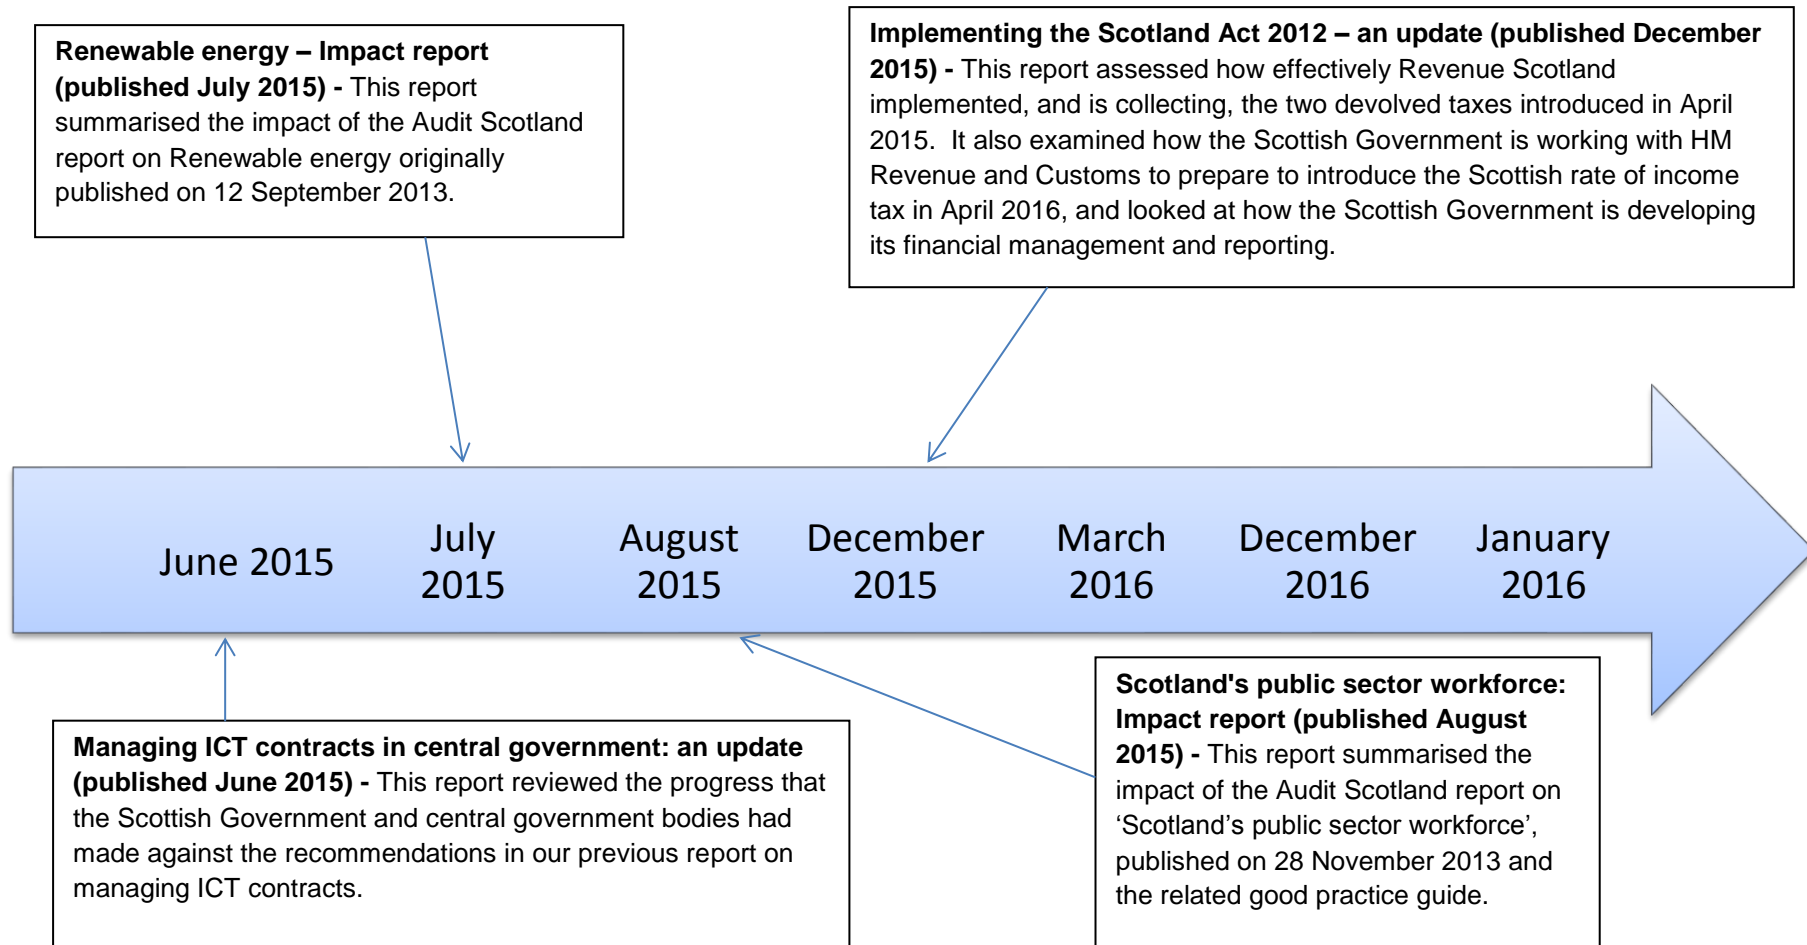 Renewable energy – Impact report
(published July 2015) - This report
summarised the impact of the Audit Scotland
report on Renewable energy originally
published on 12 September 2013.
Implementing the Scotland Act 2012 – an update (published December
2015) - This report assessed how effectively Revenue Scotland
implemented, and is collecting, the two devolved taxes introduced in April
2015.  It also examined how the Scottish Government is working with HM
Revenue and Customs to prepare to introduce the Scottish rate of income
tax in April 2016, and looked at how the Scottish Government is developing
its financial management and reporting.
June 2015
July
2015
August
2015
December
2015
March
2016
December
2016
January
2016
Managing ICT contracts in central government: an update
(published June 2015) - This report reviewed the progress that
the Scottish Government and central government bodies had
made against the recommendations in our previous report on
managing ICT contracts.
Scotland's public sector workforce:
Impact report (published August
2015) - This report summarised the
impact of the Audit Scotland report on
‘Scotland’s public sector workforce’,
published on 28 November 2013 and
the related good practice guide.